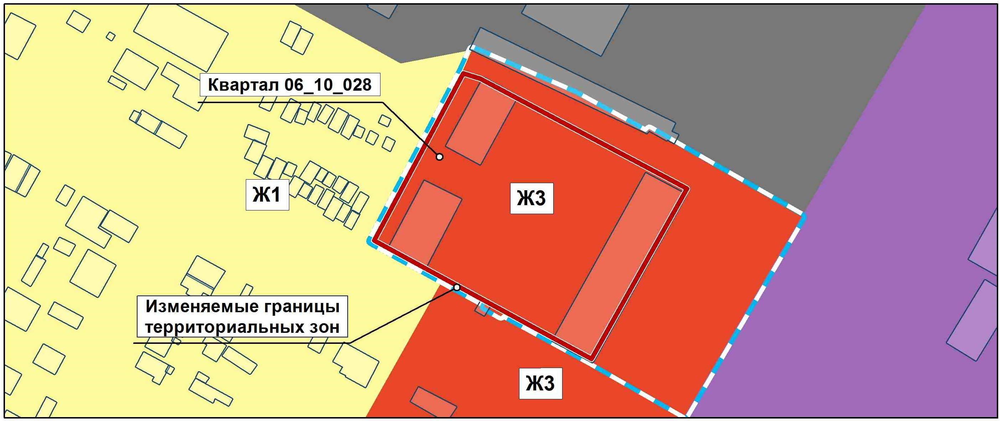 Квартал 06_10_028
Ж1
Ж3
Изменяемые границы
территориальных зон
Ж3